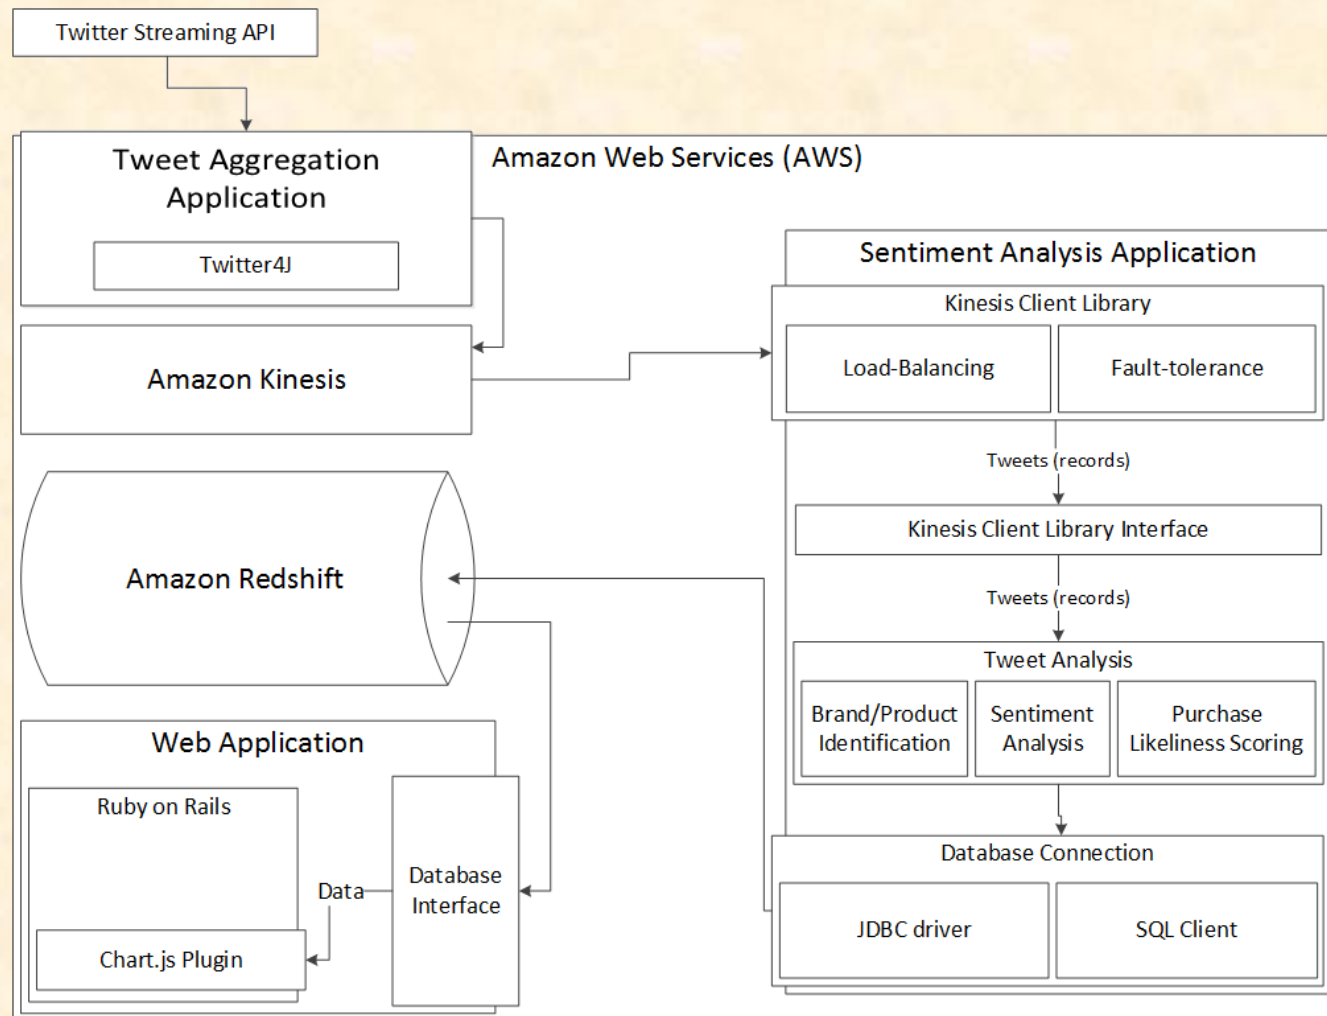 Twitter Streaming API
Tweet Aggregation
Application
Twitter4J
Amazon Web Services (AWS)
Amazon Kinesis
Sentiment Analysis Application
Kinesis Client Library
Load-Balancing
Fault-tolerance
Tweets (records)
Kinesis Client Library Interface
Tweets (records)
Tweet Analysis
Brand/Product
Identification
Sentiment
Analysis
Purchase
Likeliness Scoring
Database Connection
JDBC driver
SQL Client
Amazon Redshift
Web Application
Ruby on Rails
Chart.js Plugin
Data
Database
Interface